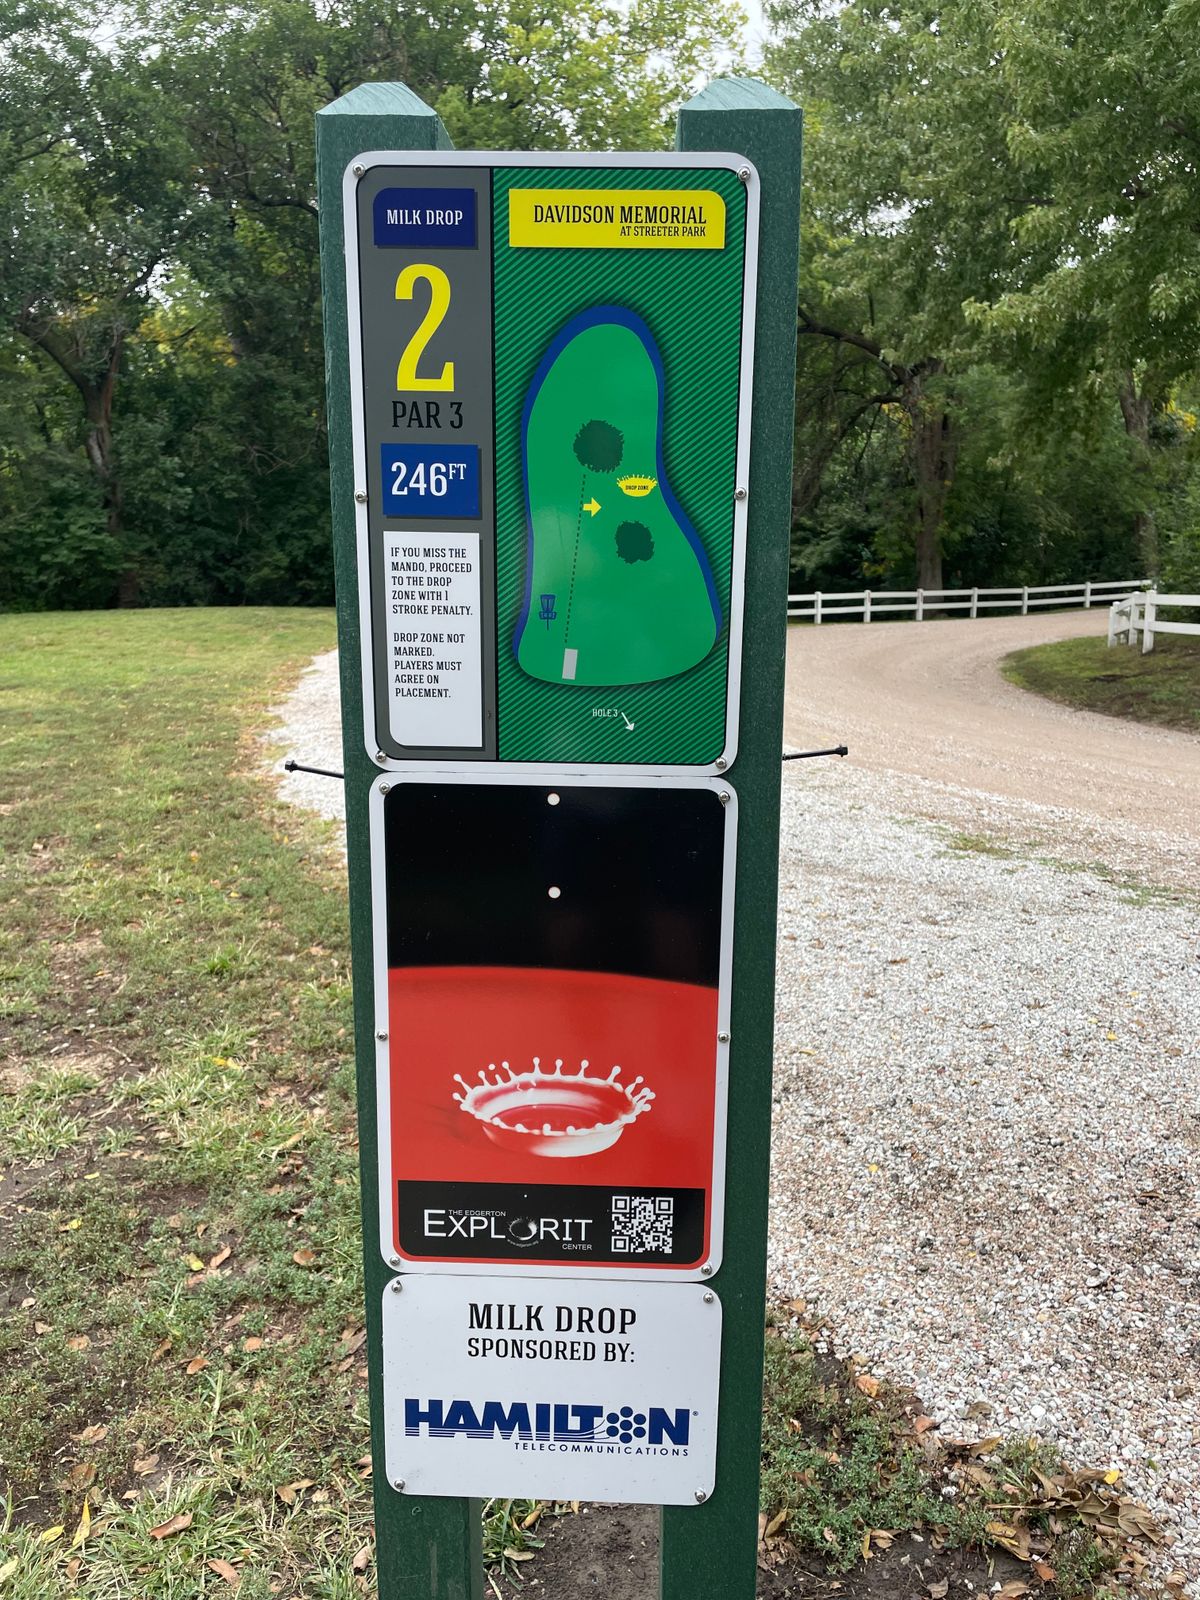 MILK DROP
2
PAR 3
246FT
IF YOU MISS THE
MANDO, PROCEED
TO THE DROP
ZONE WITH 1
STROKE PENALTY.
DROP ZONE NOT
MARKED.
PLAYERS MUST
AGREE ON
PLACEMENT.
DAVIDSON MEMORIAL
AT STREETER PARK
DROP ZONE
HOLE 3
THE EDGERTON
EXPLORIT
CENTER
MILK DROP
SPONSORED BY:
HAMILTON®
TELECOMMUNICATIONS